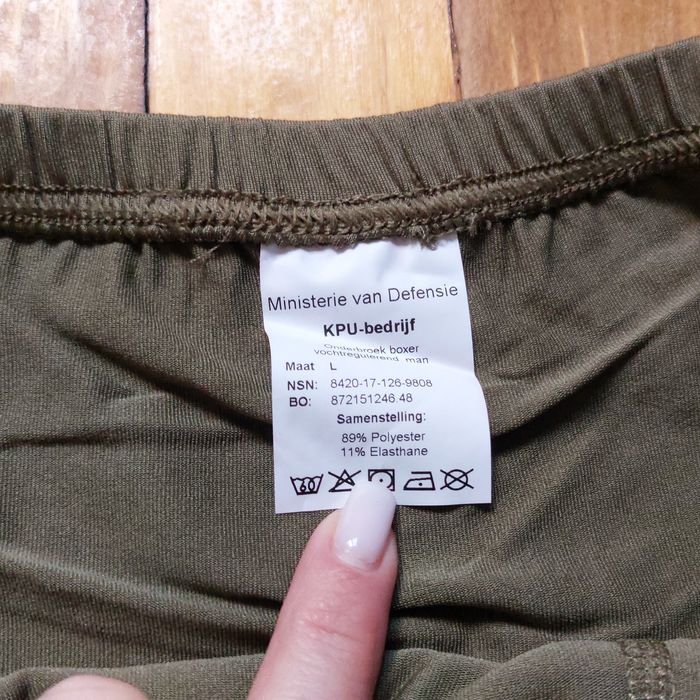 Ministerie van Defensie
KPU-bedrijf
Onderbroek boxer
vochtregulerend man
Maat L
NSN: 8420-17-126-9808
BO: 872151246.48
Samenstelling:
89% Polyester
11% Elasthane
60